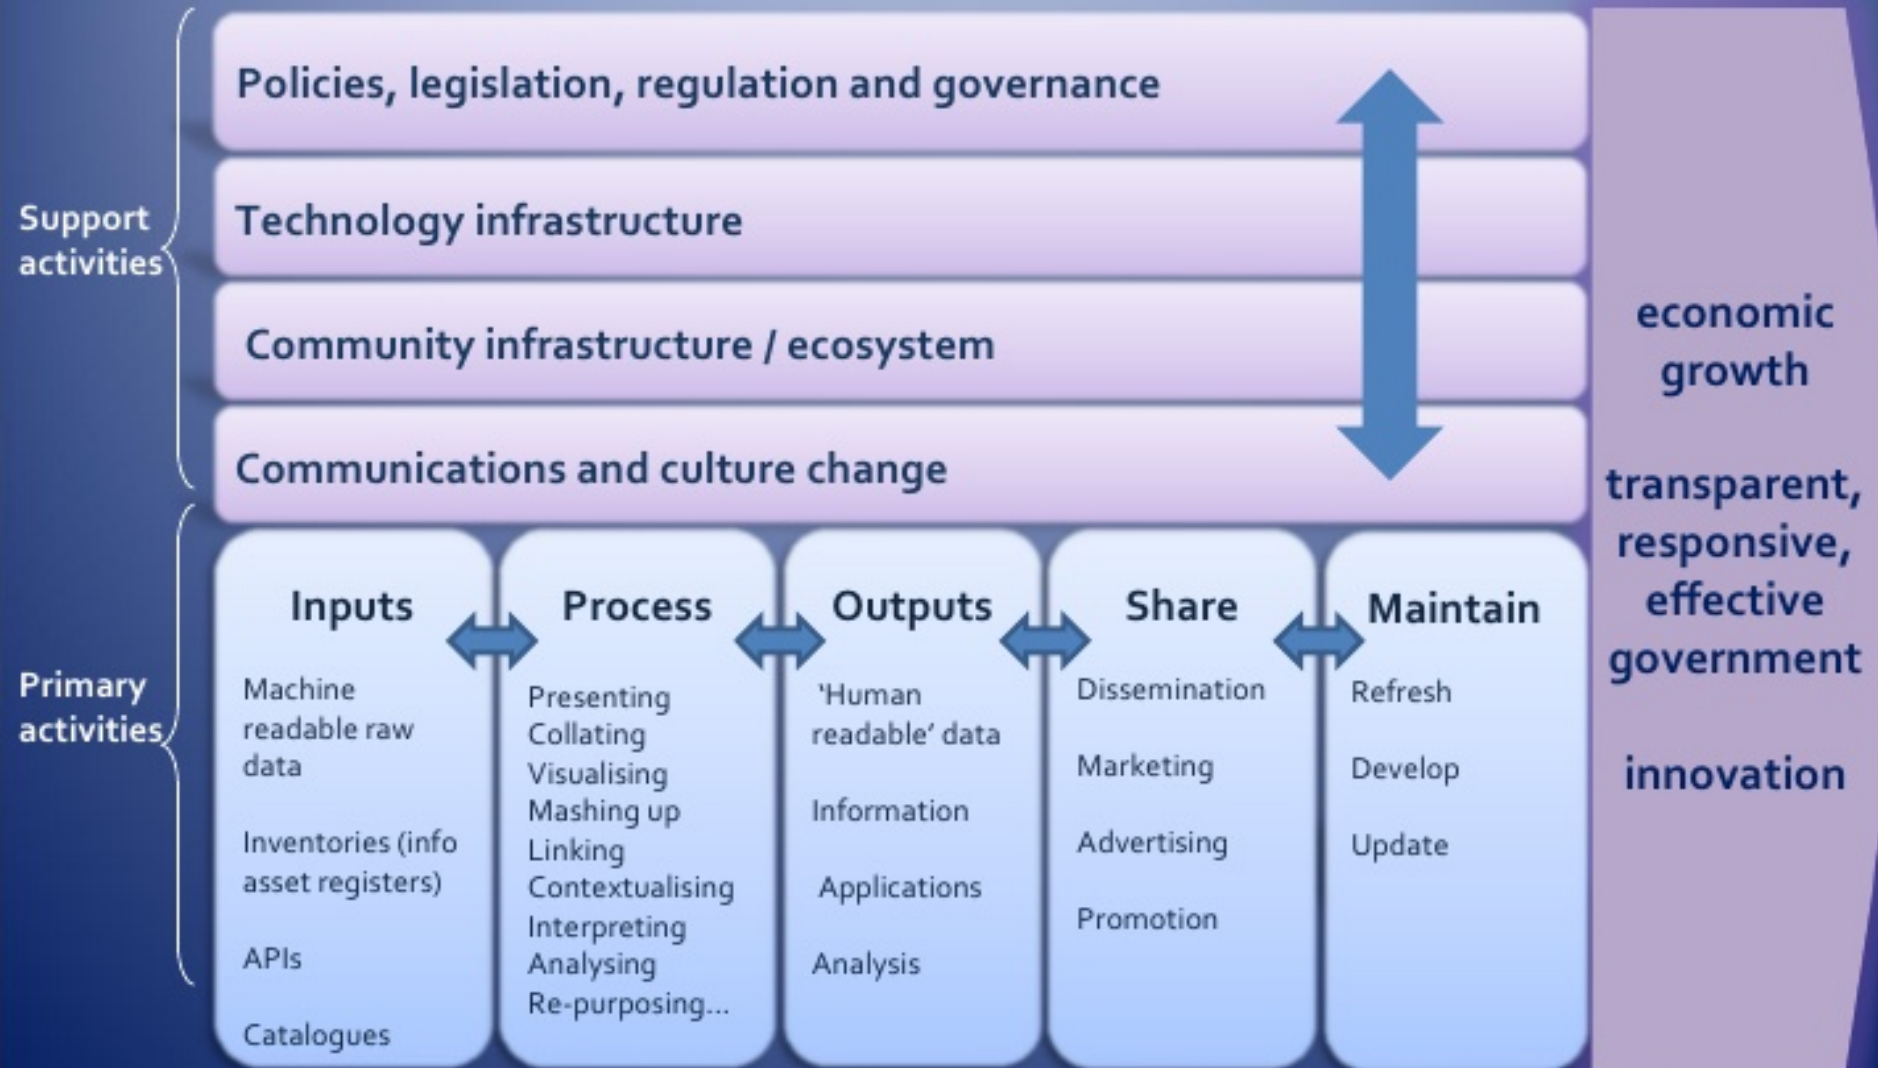 Support
activities
Policies, legislation, regulation and governance
Technology infrastructure
Community infrastructure / ecosystem
Communications and culture change
Primary
activities
Inputs
Machine
readable raw
data
Inventories (info
asset registers)
APIs
Catalogues
Process
Presenting
Collating
Visualising
Mashing up
Linking
Contextualising
Interpreting
Analysing
Re-purposing...
Outputs
‘Human
readable’ data
Information
Applications
Analysis
Share
Dissemination
Marketing
Advertising
Promotion
Maintain
Refresh
Develop
Update
economic
growth
transparent,
responsive,
effective
government
innovation